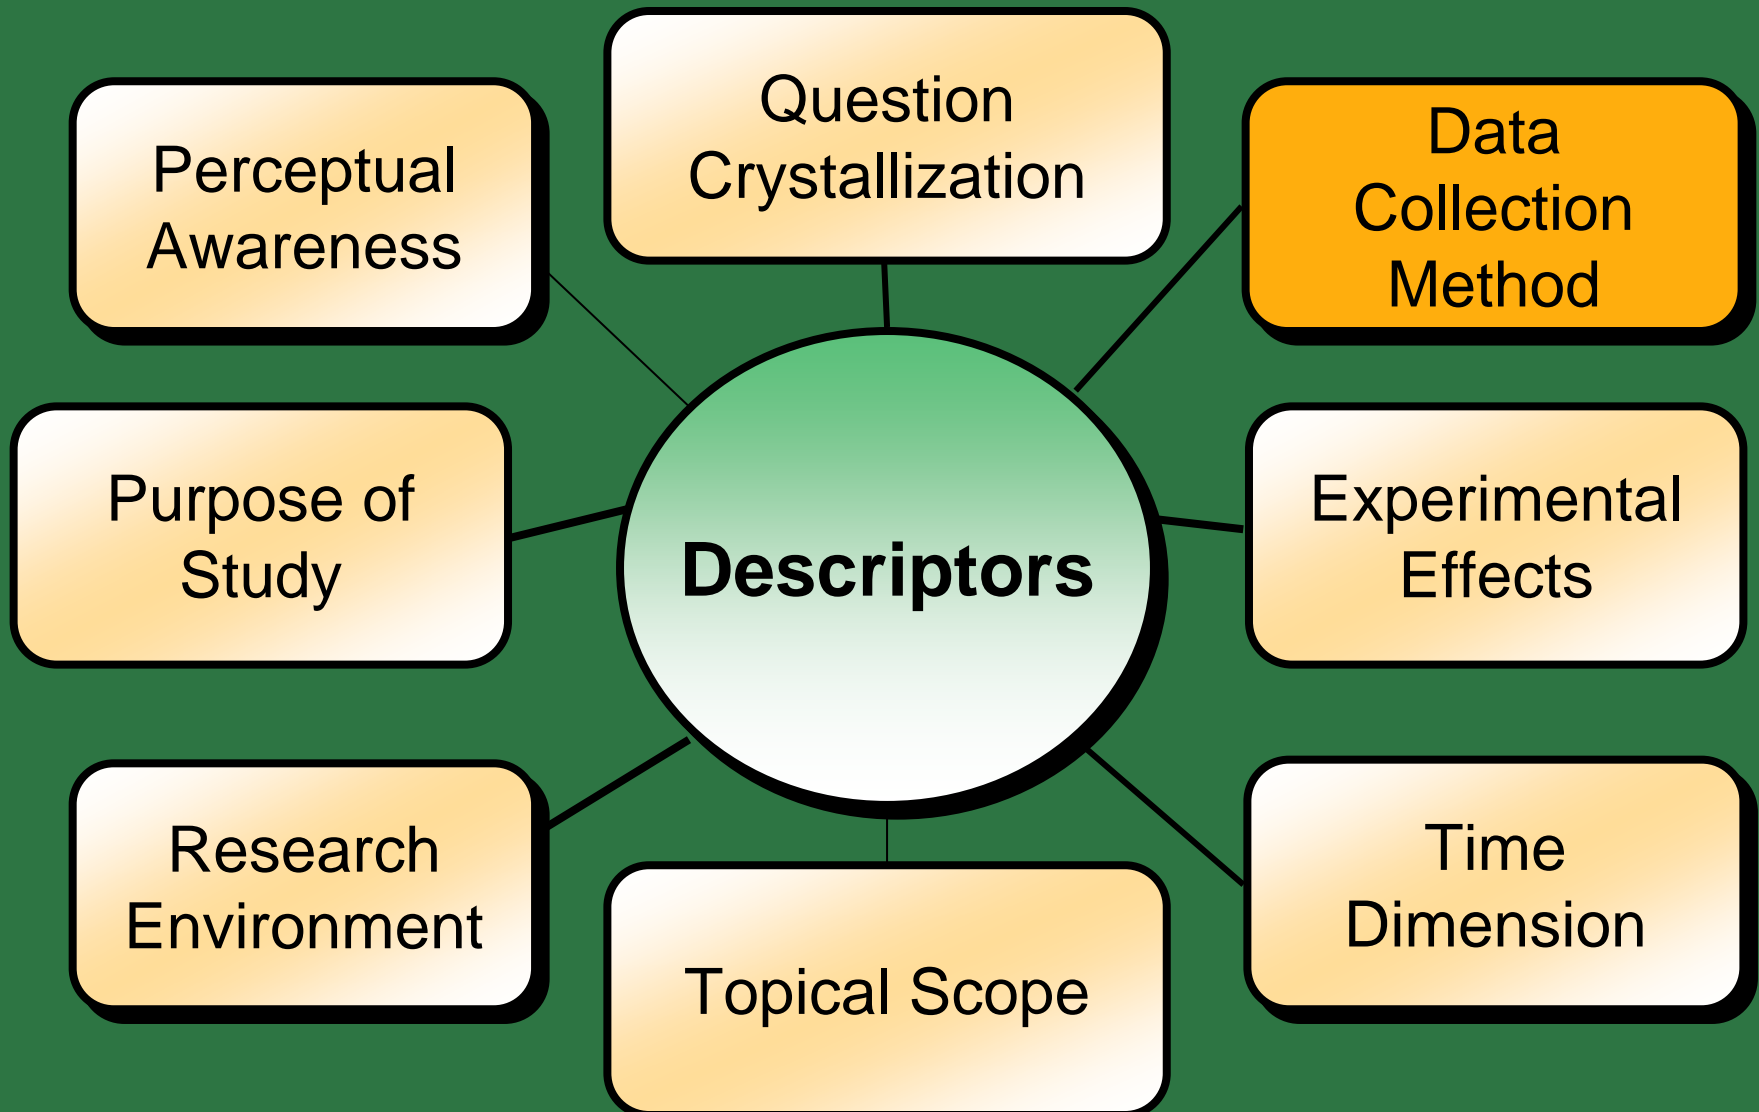 Question
Crystallization
Perceptual
Awareness
Data
Collection
Method
Purpose of
Study
Descriptors
Experimental
Effects
Research
Environment
Topical Scope
Time
Dimension